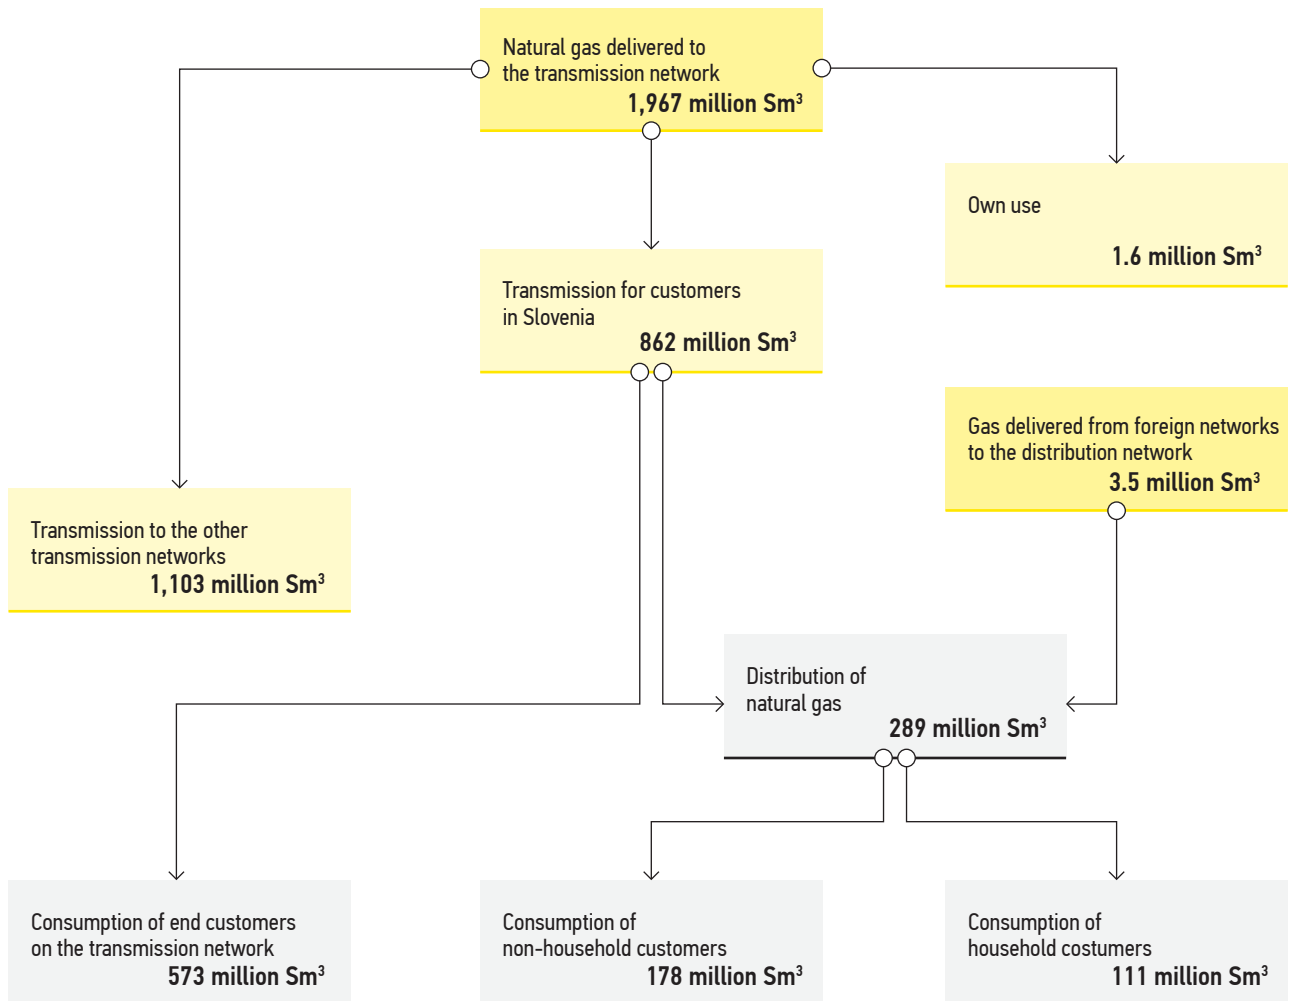 Natural gas delivered to
the transmission network
1,967 million Sm³
Own use
1.6 million Sm³
Transmission for customers
in Slovenia
862 million Sm³
Gas delivered from foreign networks
to the distribution network
3.5 million Sm³
Transmission to the other
transmission networks
1,103 million Sm³
Distribution of
natural gas
289 million Sm³
Consumption of end customers
on the transmission network
573 million Sm³
Consumption of
non-household customers
178 million Sm³
Consumption of
household costumers
111 million Sm³